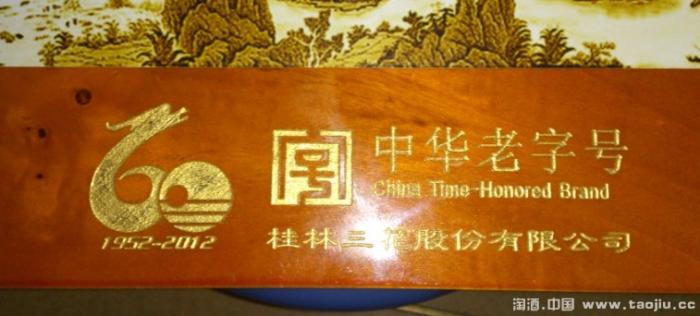 60
1952-2012
中华老字号
China Time-Honored Brand
桂林三花股份有限公司
淘酒.中国 www.taojiu.cc